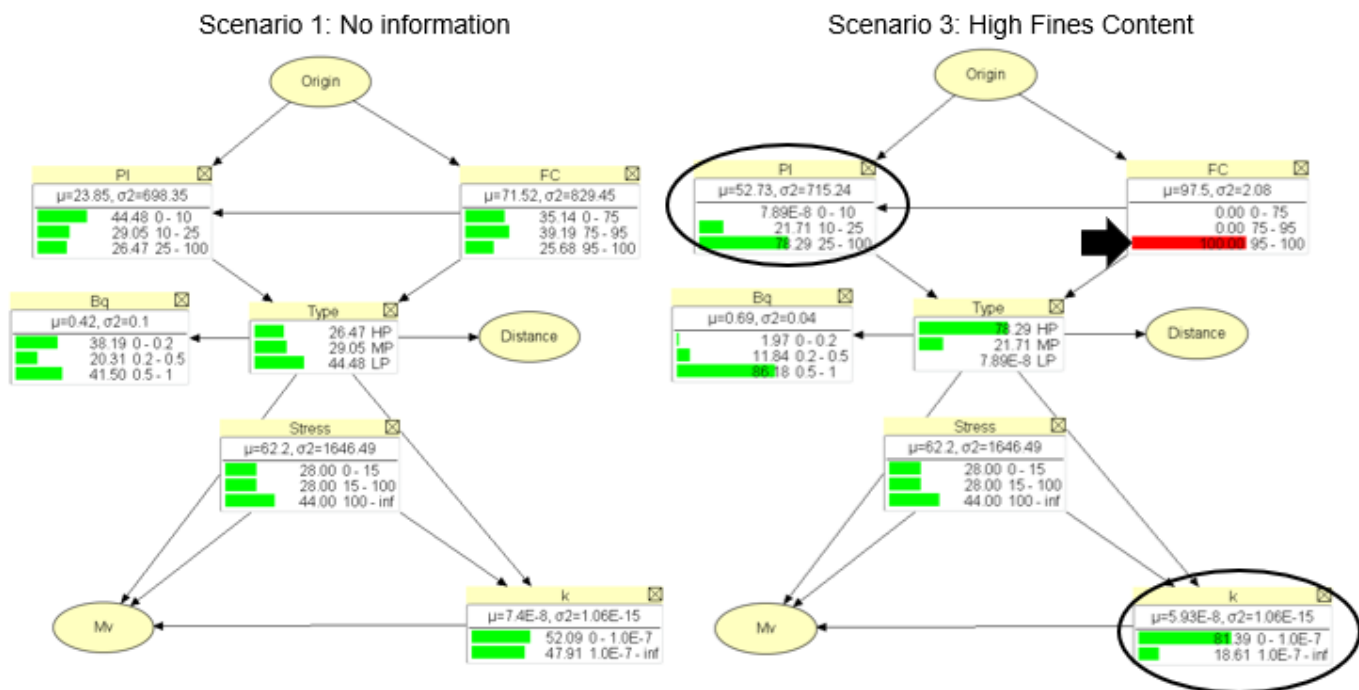 Scenario 1: No information
Origin
PI
μ=23.85, σ2=698.35
44.48 0 - 10
29.05 10 - 25
26.47 25 - 100
FC
μ=71.52, σ2=829.45
35.14 0 - 75
39.19 75 - 95
25.68 95 - 100
Bq
μ=0.42, σ2=0.1
38.19 0 - 0.2
20.31 0.2 - 0.5
41.50 0.5 - 1
Type
26.47 HP
29.05 MP
44.48 LP
Distance
Stress
μ=62.2, σ2=1646.49
28.00 0 - 15
28.00 15 - 100
44.00 100 - inf
Mv
k
μ=7.4E-8, σ2=1.06E-15
52.09 0 - 1.0E-7
47.91 1.0E-7 - inf
Scenario 3: High Fines Content
Origin
PI
μ=52.73, σ2=715.24
7.89E-8 0 - 10
21.71 10 - 25
78.29 25 - 100
FC
μ=97.5, σ2=2.08
0.00 0 - 75
0.00 75 - 95
100.00 95 - 100
Bq
μ=0.69, σ2=0.04
1.97 0 - 0.2
11.84 0.2 - 0.5
86.18 0.5 - 1
Type
78.29 HP
21.71 MP
7.89E-8 LP
Distance
Stress
μ=62.2, σ2=1646.49
28.00 0 - 15
28.00 15 - 100
44.00 100 - inf
Mv
k
μ=5.93E-8, σ2=1.06E-15
81.39 0 - 1.0E-7
18.61 1.0E-7 - inf